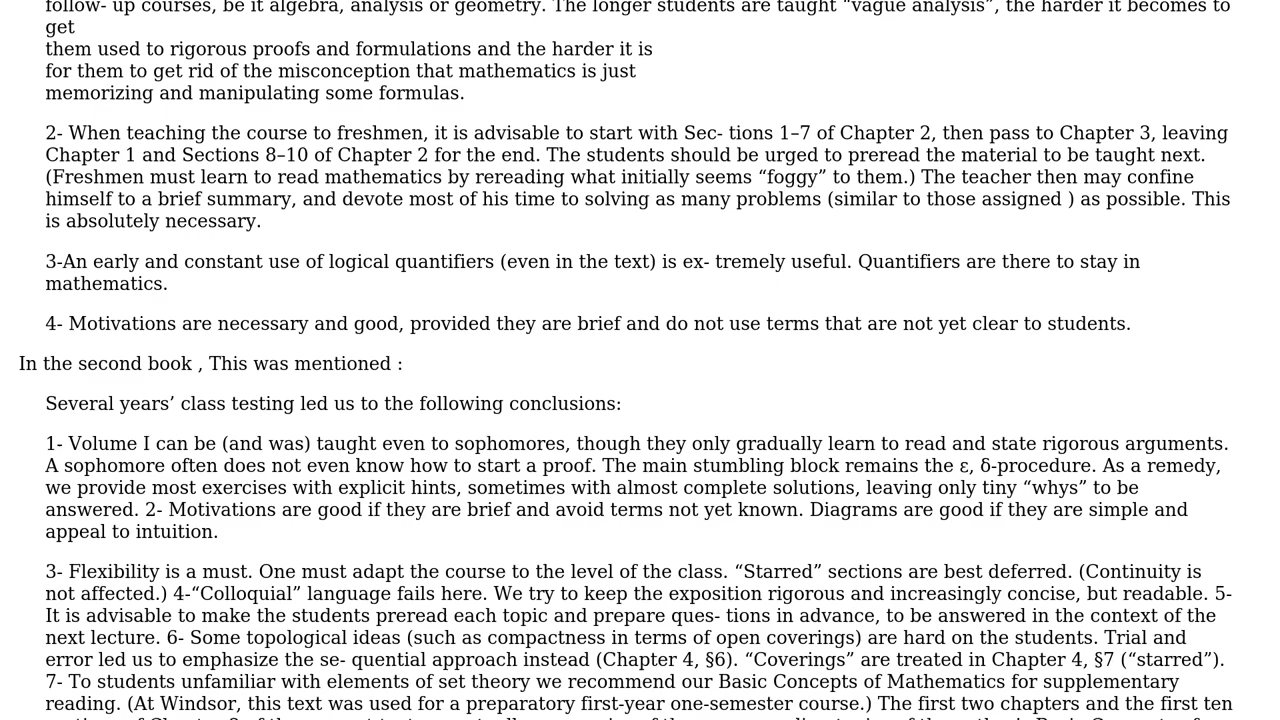 follow- up courses, be it algebra, analysis or geometry. The longer students are taught “vague analysis”, the harder it becomes to
get
them used to rigorous proofs and formulations and the harder it is
for them to get rid of the misconception that mathematics is just
memorizing and manipulating some formulas.
2- When teaching the course to freshmen, it is advisable to start with Sec- tions 1–7 of Chapter 2, then pass to Chapter 3, leaving
Chapter 1 and Sections 8–10 of Chapter 2 for the end. The students should be urged to preread the material to be taught next.
(Freshmen must learn to read mathematics by rereading what initially seems “foggy” to them.) The teacher then may confine
himself to a brief summary, and devote most of his time to solving as many problems (similar to those assigned ) as possible. This
is absolutely necessary.
3-An early and constant use of logical quantifiers (even in the text) is ex- tremely useful. Quantifiers are there to stay in
mathematics.
4- Motivations are necessary and good, provided they are brief and do not use terms that are not yet clear to students.
In the second book , This was mentioned :
Several years’ class testing led us to the following conclusions:
1- Volume I can be (and was) taught even to sophomores, though they only gradually learn to read and state rigorous arguments.
A sophomore often does not even know how to start a proof. The main stumbling block remains the ε, δ-procedure. As a remedy,
we provide most exercises with explicit hints, sometimes with almost complete solutions, leaving only tiny “whys” to be
answered. 2- Motivations are good if they are brief and avoid terms not yet known. Diagrams are good if they are simple and
appeal to intuition.
3- Flexibility is a must. One must adapt the course to the level of the class. “Starred” sections are best deferred. (Continuity is
not affected.) 4-“Colloquial” language fails here. We try to keep the exposition rigorous and increasingly concise, but readable. 5-
It is advisable to make the students preread each topic and prepare ques- tions in advance, to be answered in the context of the
next lecture. 6- Some topological ideas (such as compactness in terms of open coverings) are hard on the students. Trial and
error led us to emphasize the se- quential approach instead (Chapter 4, §6). “Coverings” are treated in Chapter 4, §7 (“starred”).
7- To students unfamiliar with elements of set theory we recommend our Basic Concepts of Mathematics for supplementary
reading. (At Windsor, this text was used for a preparatory first-year one-semester course.) The first two chapters and the first ten